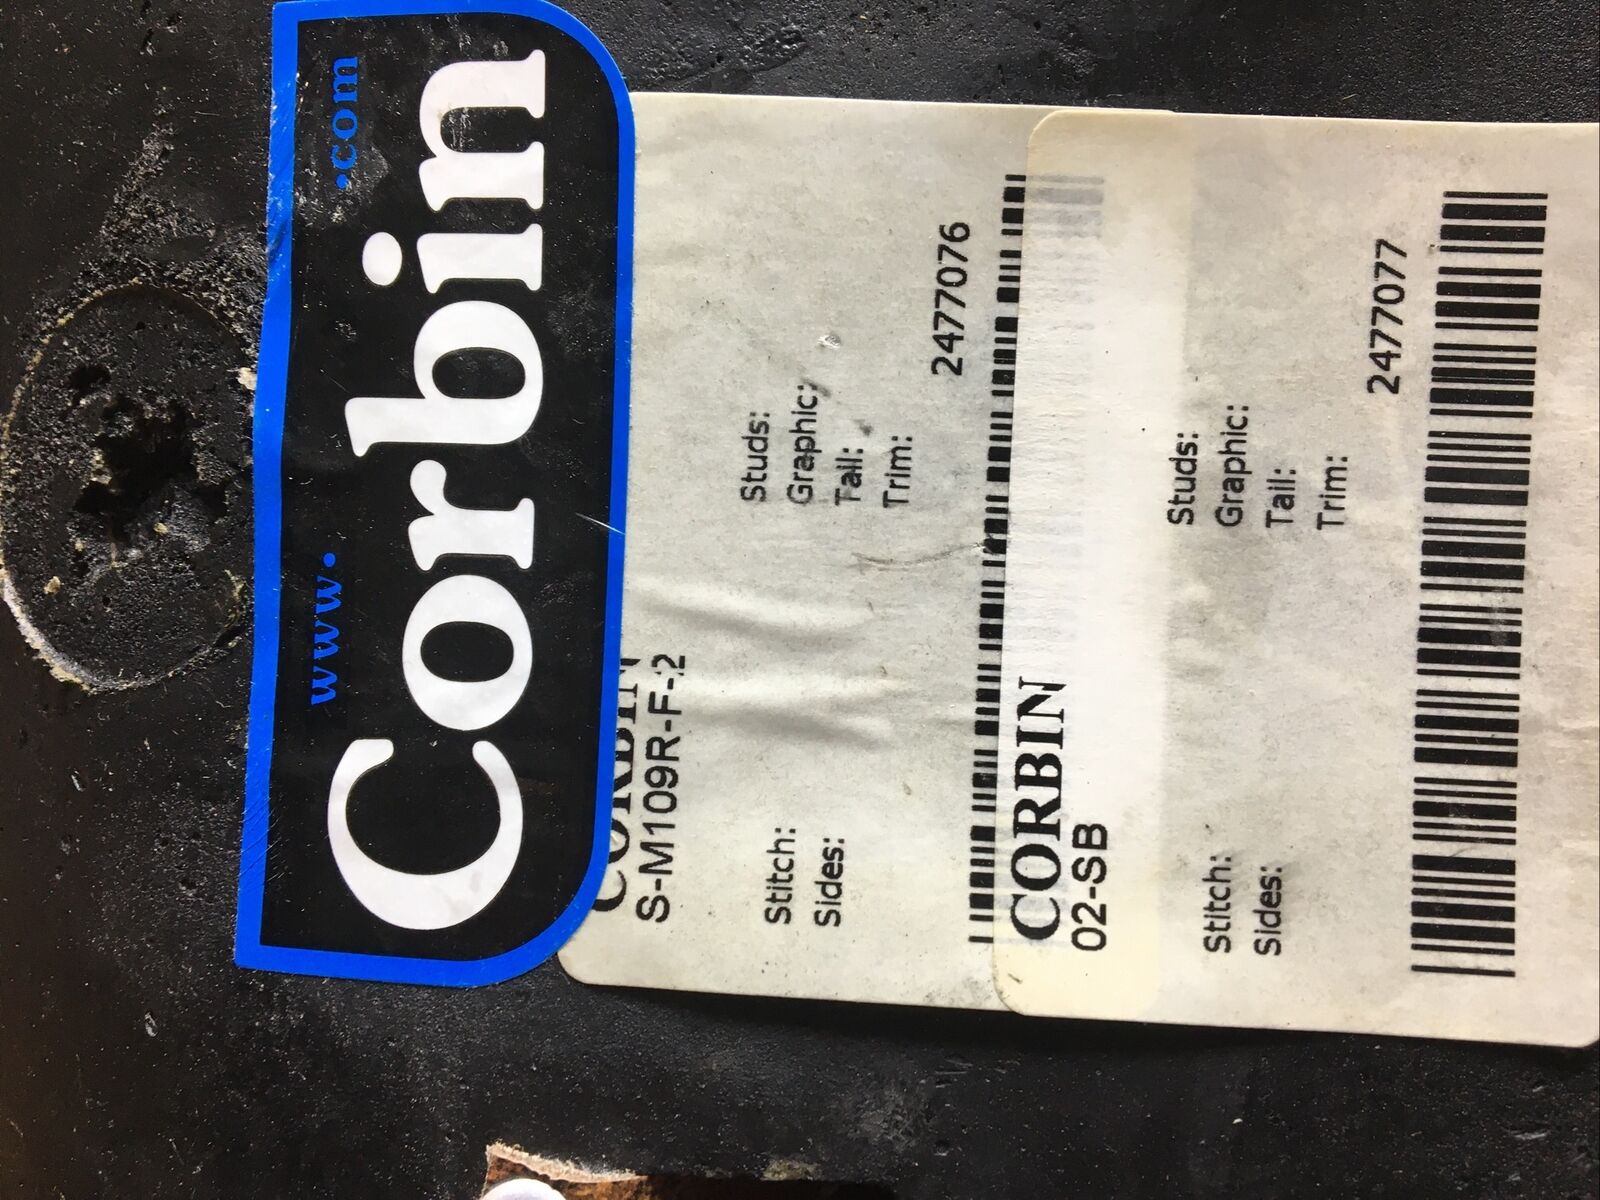 www. .com
Corbin
CORBIN
S-M109R-F-2
Stitch: Studs:
Sides: Graphic:
Tail:
Trim:
2477076
CORBIN
02-SB
Stitch: Studs:
Sides: Graphic:
Tail:
Trim:
2477077